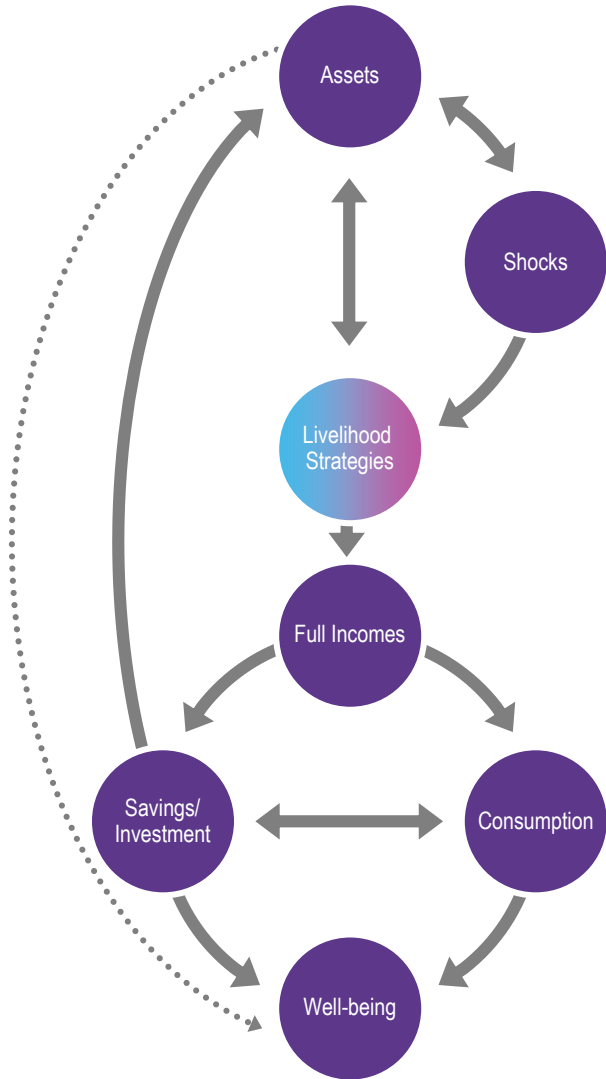 Assets
Shocks
Livelihood
Strategies
Full Incomes
Savings/
Investment
Consumption
Well-being